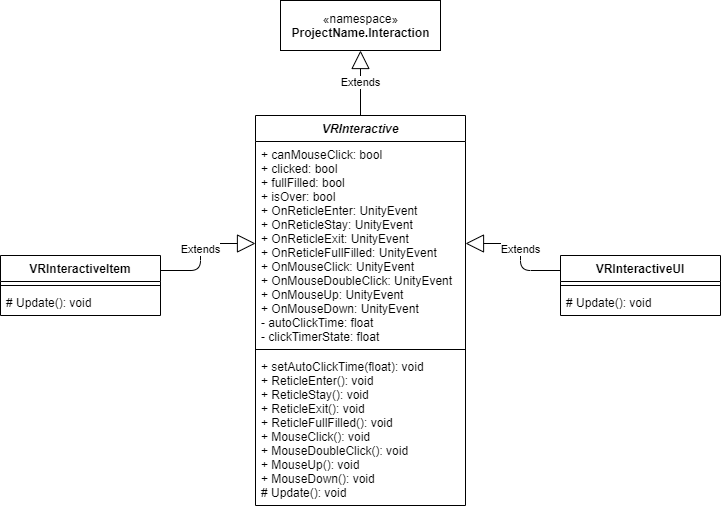 «namespace»
ProjectName.Interaction
Extends
VRInteractive
+ canMouseClick: bool
+ clicked: bool
+ fullFilled: bool
+ isOver: bool
+ OnReticleEnter: UnityEvent
+ OnReticleStay: UnityEvent
+ OnReticleExit: UnityEvent
+ OnReticleFullFilled: UnityEvent
+ OnMouseClick: UnityEvent
+ OnMouseDoubleClick: UnityEvent
+ OnMouseUp: UnityEvent
+ OnMouseDown: UnityEvent
- autoClickTime: float
- clickTimerState: float
+ setAutoClickTime(float): void
+ ReticleEnter(): void
+ ReticleStay(): void
+ ReticleExit(): void
+ ReticleFullFilled(): void
+ MouseClick(): void
+ MouseDoubleClick(): void
+ MouseUp(): void
+ MouseDown(): void
# Update(): void
Extends
VRInteractiveItem
# Update(): void
Extends
VRInteractiveUI
# Update(): void